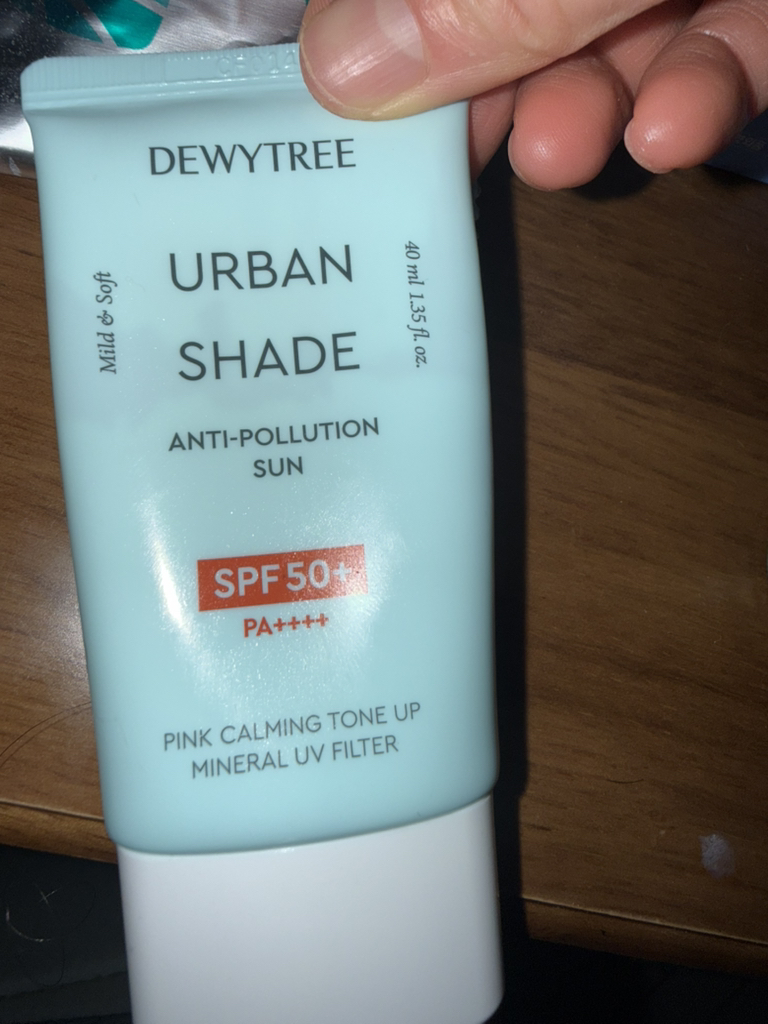 DEWYTREE
URBAN
SHADE
Mild & Soft
40 ml 1.35 fl. oz.
ANTI-POLLUTION
SUN
SPF 50+
PA++++
PINK CALMING TONE UP
MINERAL UV FILTER